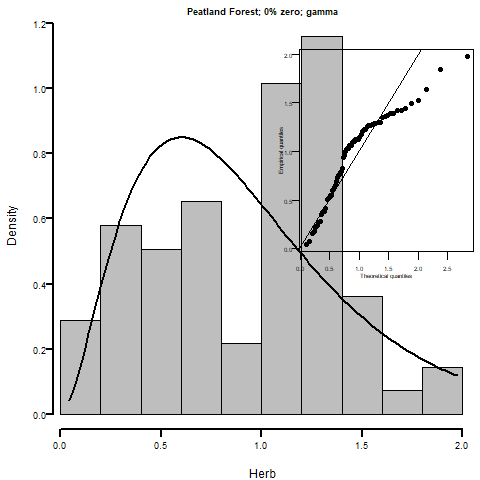 Peatland Forest; 0% zero; gamma
1.2
1.0
0.8
0.6
0.4
0.2
0.0
Density
0.0 0.5 1.0 1.5 2.0
Herb
2.0
1.5
1.0
0.5
0.0
Empirical quantiles
0.0 0.5 1.0 1.5 2.0 2.5
Theoretical quantiles